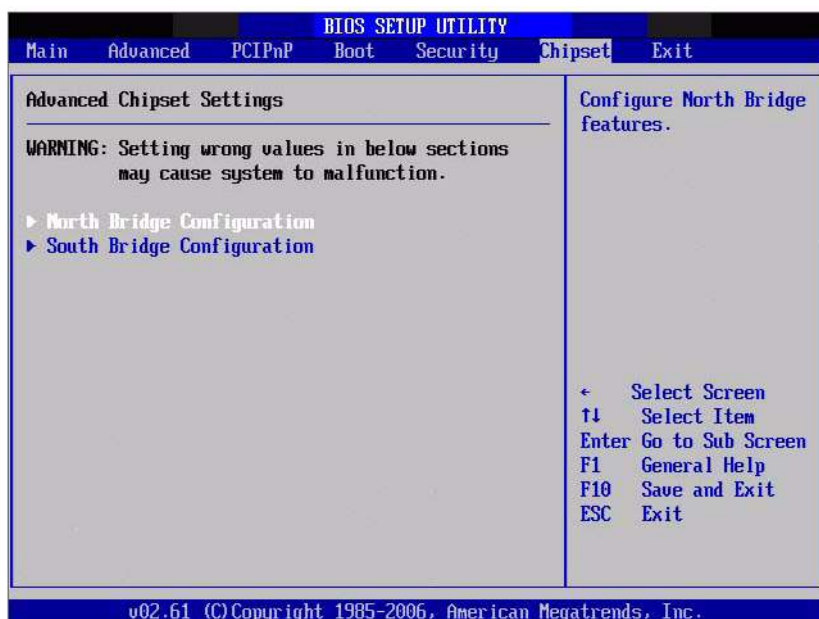 BIOS SETUP UTILITY
Main Advanced PCIPnP Boot Security Chipset Exit
Advanced Chipset Settings
WARNING: Setting wrong values in below sections
may cause system to malfunction.
▶ North Bridge Configuration
▶ South Bridge Configuration
Configure North Bridge
features.
← Select Screen
↑↓ Select Item
Enter Go to Sub Screen
F1 General Help
F10 Save and Exit
ESC Exit
v02.61 (C)Copyright 1985-2006, American Megatrends, Inc.